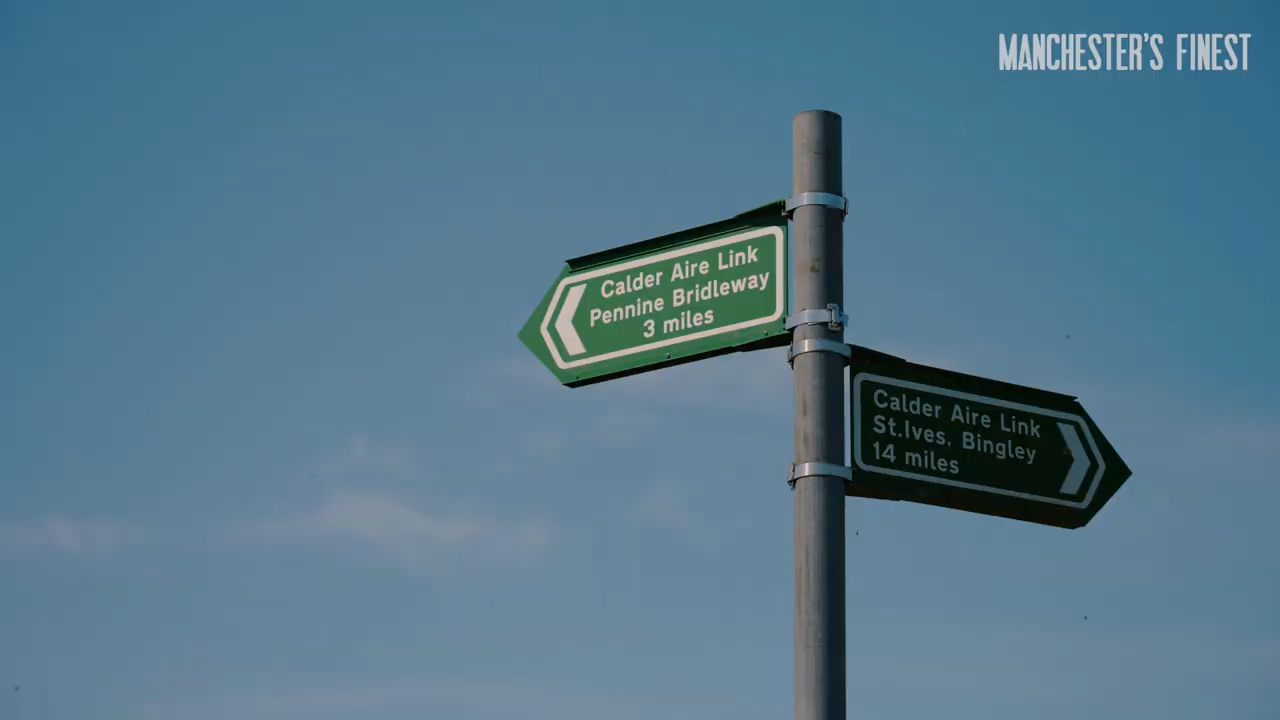 MANCHESTER'S FINEST
Calder Aire Link
Pennine Bridleway
3 miles
Calder Aire Link
St.Ives. Bingley
14 miles